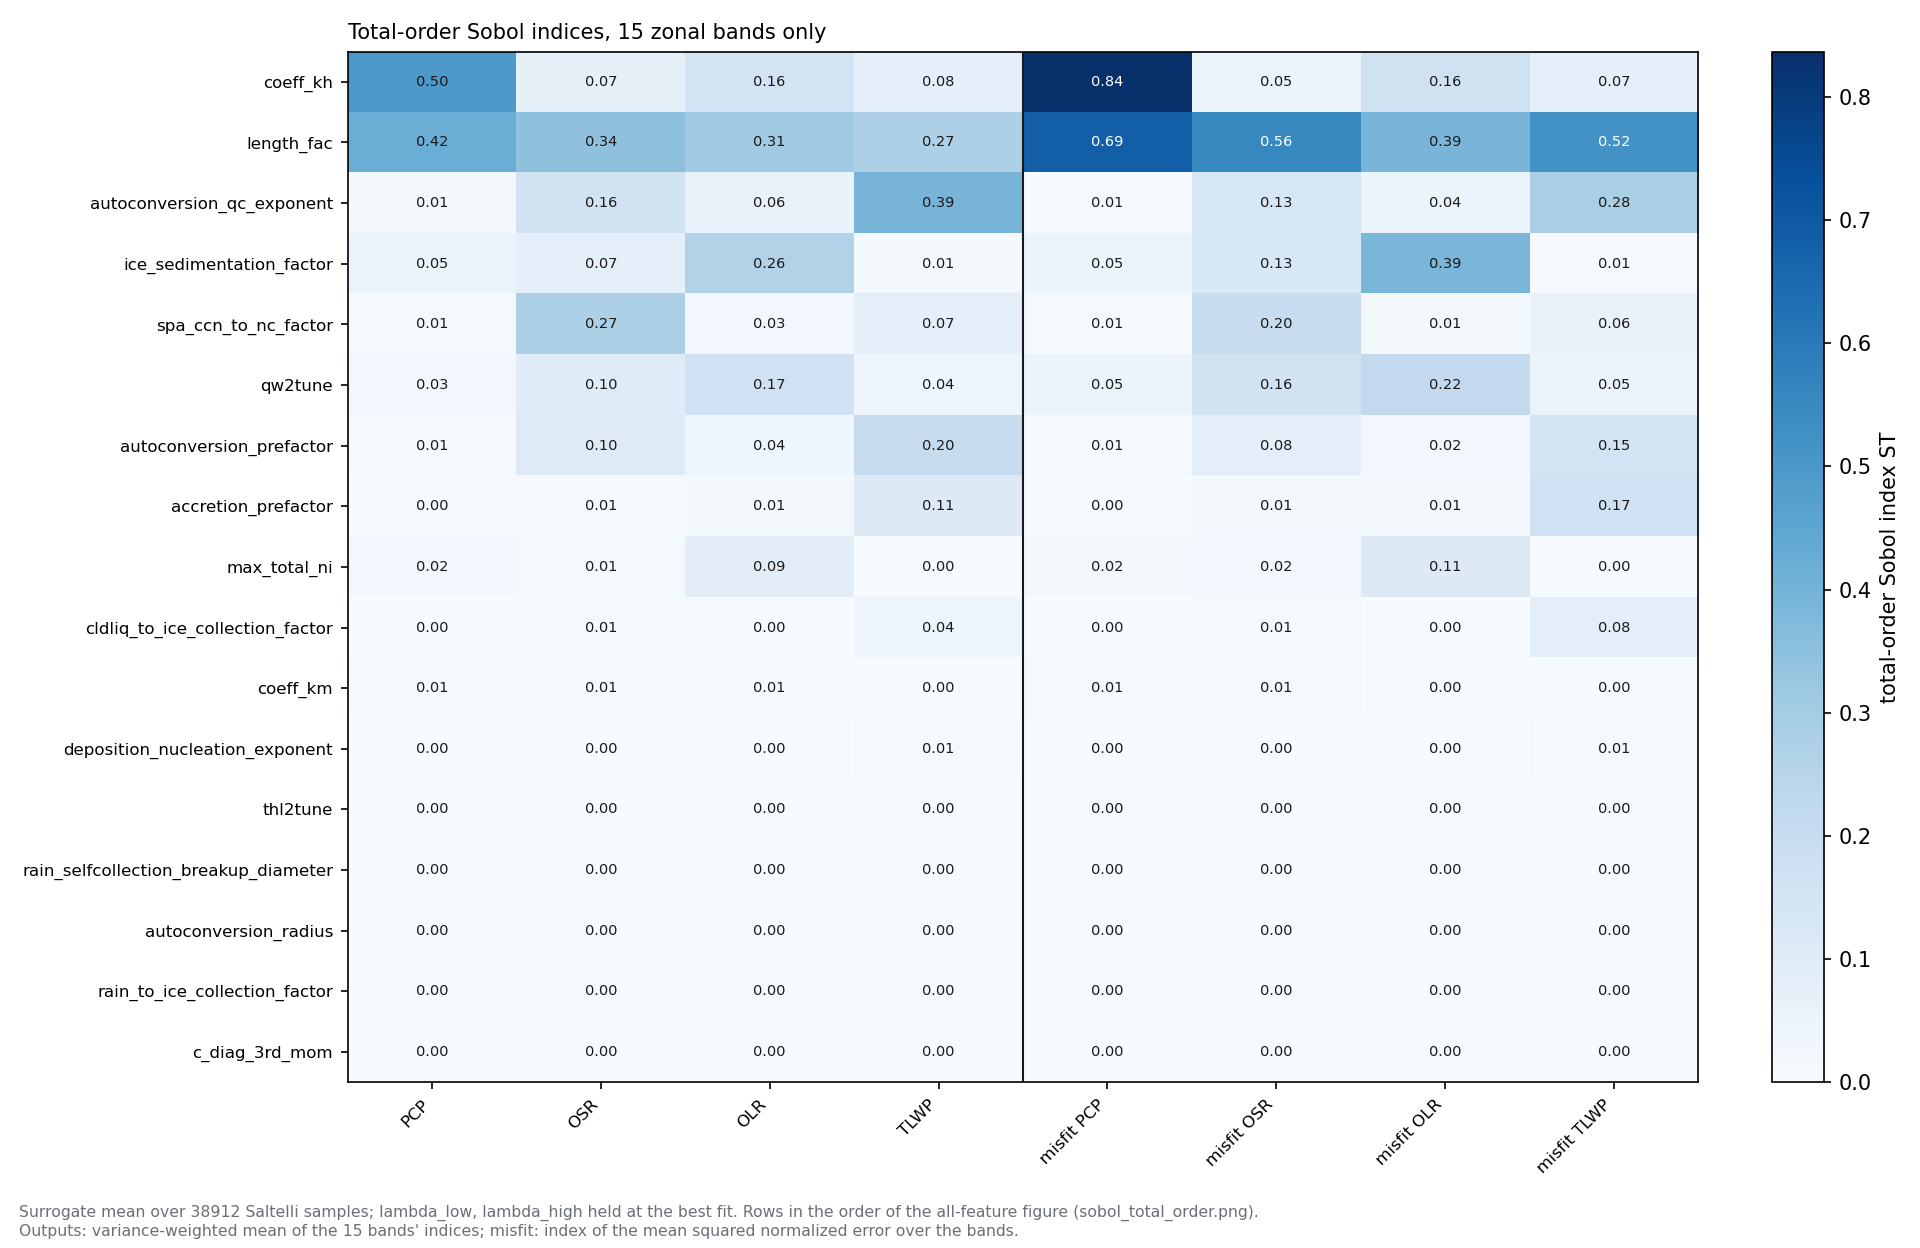 Total-order Sobol indices, 15 zonal bands only
coeff_kh 0.50 0.07 0.16 0.08 0.84 0.05 0.16 0.07
length_fac 0.42 0.34 0.31 0.27 0.69 0.56 0.39 0.52
autoconversion_qc_exponent 0.01 0.16 0.06 0.39 0.01 0.13 0.04 0.28
ice_sedimentation_factor 0.05 0.07 0.26 0.01 0.05 0.13 0.39 0.01
spa_ccn_to_nc_factor 0.01 0.27 0.03 0.07 0.01 0.20 0.01 0.06
qw2tune 0.03 0.10 0.17 0.04 0.05 0.16 0.22 0.05
autoconversion_prefactor 0.01 0.10 0.04 0.20 0.01 0.08 0.02 0.15
accretion_prefactor 0.00 0.01 0.01 0.11 0.00 0.01 0.01 0.17
max_total_ni 0.02 0.01 0.09 0.00 0.02 0.02 0.11 0.00
cldliq_to_ice_collection_factor 0.00 0.01 0.00 0.04 0.00 0.01 0.00 0.08
coeff_km 0.01 0.01 0.01 0.00 0.01 0.01 0.00 0.00
deposition_nucleation_exponent 0.00 0.00 0.00 0.01 0.00 0.00 0.00 0.01
thl2tune 0.00 0.00 0.00 0.00 0.00 0.00 0.00 0.00
rain_selfcollection_breakup_diameter 0.00 0.00 0.00 0.00 0.00 0.00 0.00 0.00
autoconversion_radius 0.00 0.00 0.00 0.00 0.00 0.00 0.00 0.00
rain_to_ice_collection_factor 0.00 0.00 0.00 0.00 0.00 0.00 0.00 0.00
c_diag_3rd_mom 0.00 0.00 0.00 0.00 0.00 0.00 0.00 0.00
PCP OSR OLR TLWP misfit PCP misfit OSR misfit OLR misfit TLWP
0.8
0.7
0.6
0.5
0.4
0.3
0.2
0.1
0.0
total-order Sobol index ST
Surrogate mean over 38912 Saltelli samples; lambda_low, lambda_high held at the best fit. Rows in the order of the all-feature figure (sobol_total_order.png).
Outputs: variance-weighted mean of the 15 bands' indices; misfit: index of the mean squared normalized error over the bands.